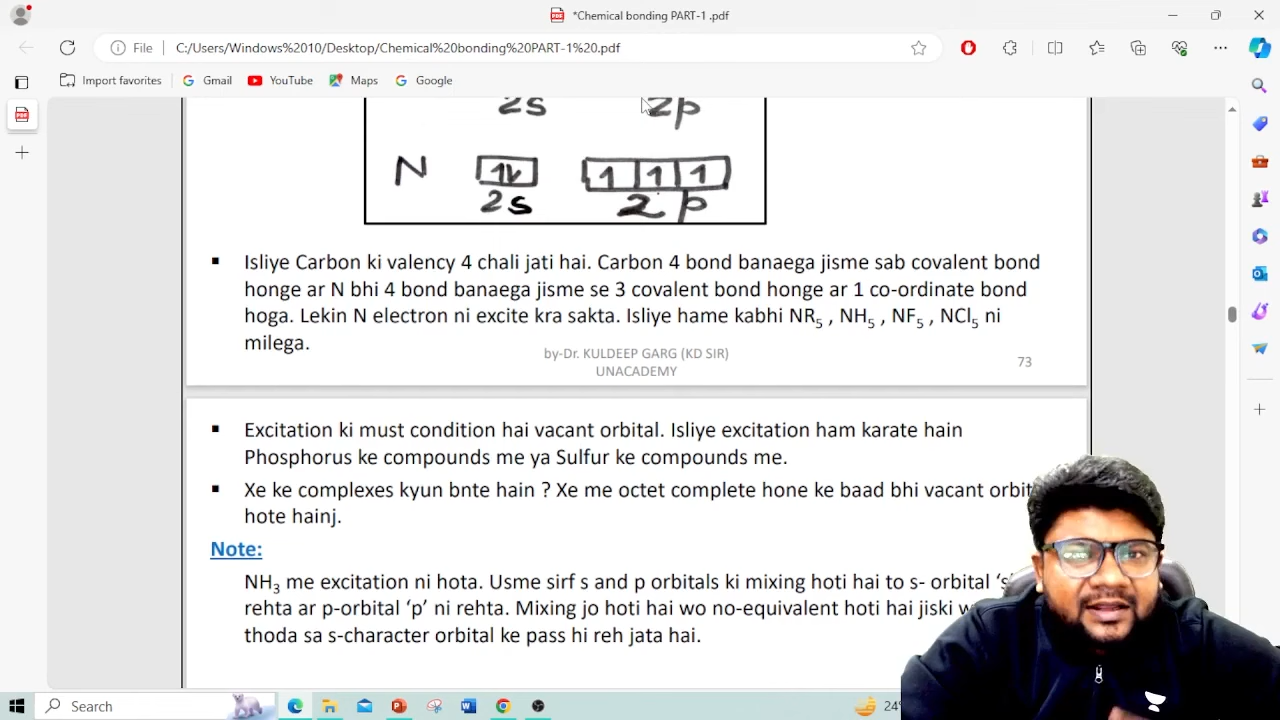 *Chemical bonding PART-1 .pdf
File
C:/Users/Windows%2010/Desktop/Chemical%20bonding%20PART-1%20.pdf
Import favorites
Gmail
YouTube
Maps
Google
2s 2p
N 1 1 1
2s 2p
▪ Isliye Carbon ki valency 4 chali jati hai. Carbon 4 bond banaega jisme sab covalent bond
honge ar N bhi 4 bond banaega jisme se 3 covalent bond honge ar 1 co-ordinate bond
hoga. Lekin N electron ni excite kra sakta. Isliye hame kabhi NR₅ , NH₅ , NF₅ , NCl₅ ni
milega.
by-Dr. KULDEEP GARG (KD SIR)
UNACADEMY
73
▪ Excitation ki must condition hai vacant orbital. Isliye excitation ham karate hain
Phosphorus ke compounds me ya Sulfur ke compounds me.
▪ Xe ke complexes kyun bnte hain ? Xe me octet complete hone ke baad bhi vacant orbit
hote hainj.
Note:
NH₃ me excitation ni hota. Usme sirf s and p orbitals ki mixing hoti hai to s- orbital
rehta ar p-orbital ‘p’ ni rehta. Mixing jo hoti hai wo no-equivalent hoti hai jiski
thoda sa s-character orbital ke pass hi reh jata hai.
Search
24°